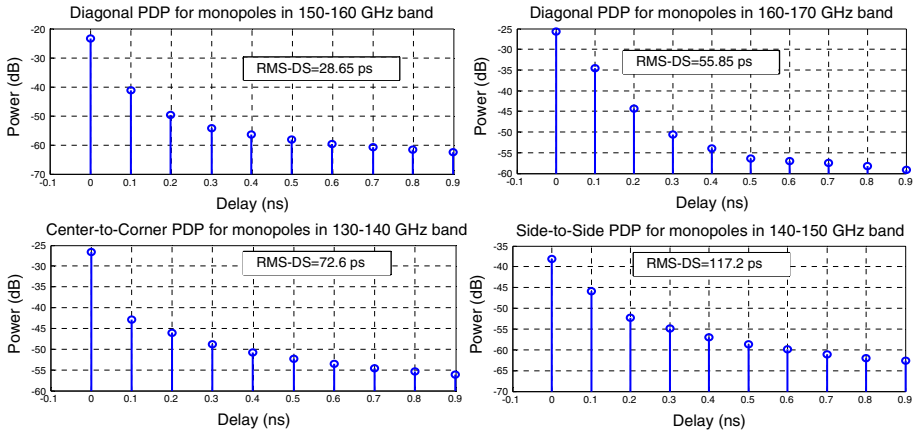 Diagonal PDP for monopoles in 150-160 GHz band
-20
-30
-40
-50
-60
-70
Power (dB)
RMS-DS=28.65 ps
-0.1 0 0.1 0.2 0.3 0.4 0.5 0.6 0.7 0.8 0.9
Delay (ns)
Diagonal PDP for monopoles in 160-170 GHz band
-25
-30
-35
-40
-45
-50
-55
-60
Power (dB)
RMS-DS=55.85 ps
-0.1 0 0.1 0.2 0.3 0.4 0.5 0.6 0.7 0.8 0.9
Delay (ns)
Center-to-Corner PDP for monopoles in 130-140 GHz band
-25
-30
-35
-40
-45
-50
-55
-60
Power (dB)
RMS-DS=72.6 ps
-0.1 0 0.1 0.2 0.3 0.4 0.5 0.6 0.7 0.8 0.9
Delay (ns)
Side-to-Side PDP for monopoles in 140-150 GHz band
-35
-40
-45
-50
-55
-60
-65
-70
Power (dB)
RMS-DS=117.2 ps
-0.1 0 0.1 0.2 0.3 0.4 0.5 0.6 0.7 0.8 0.9
Delay (ns)